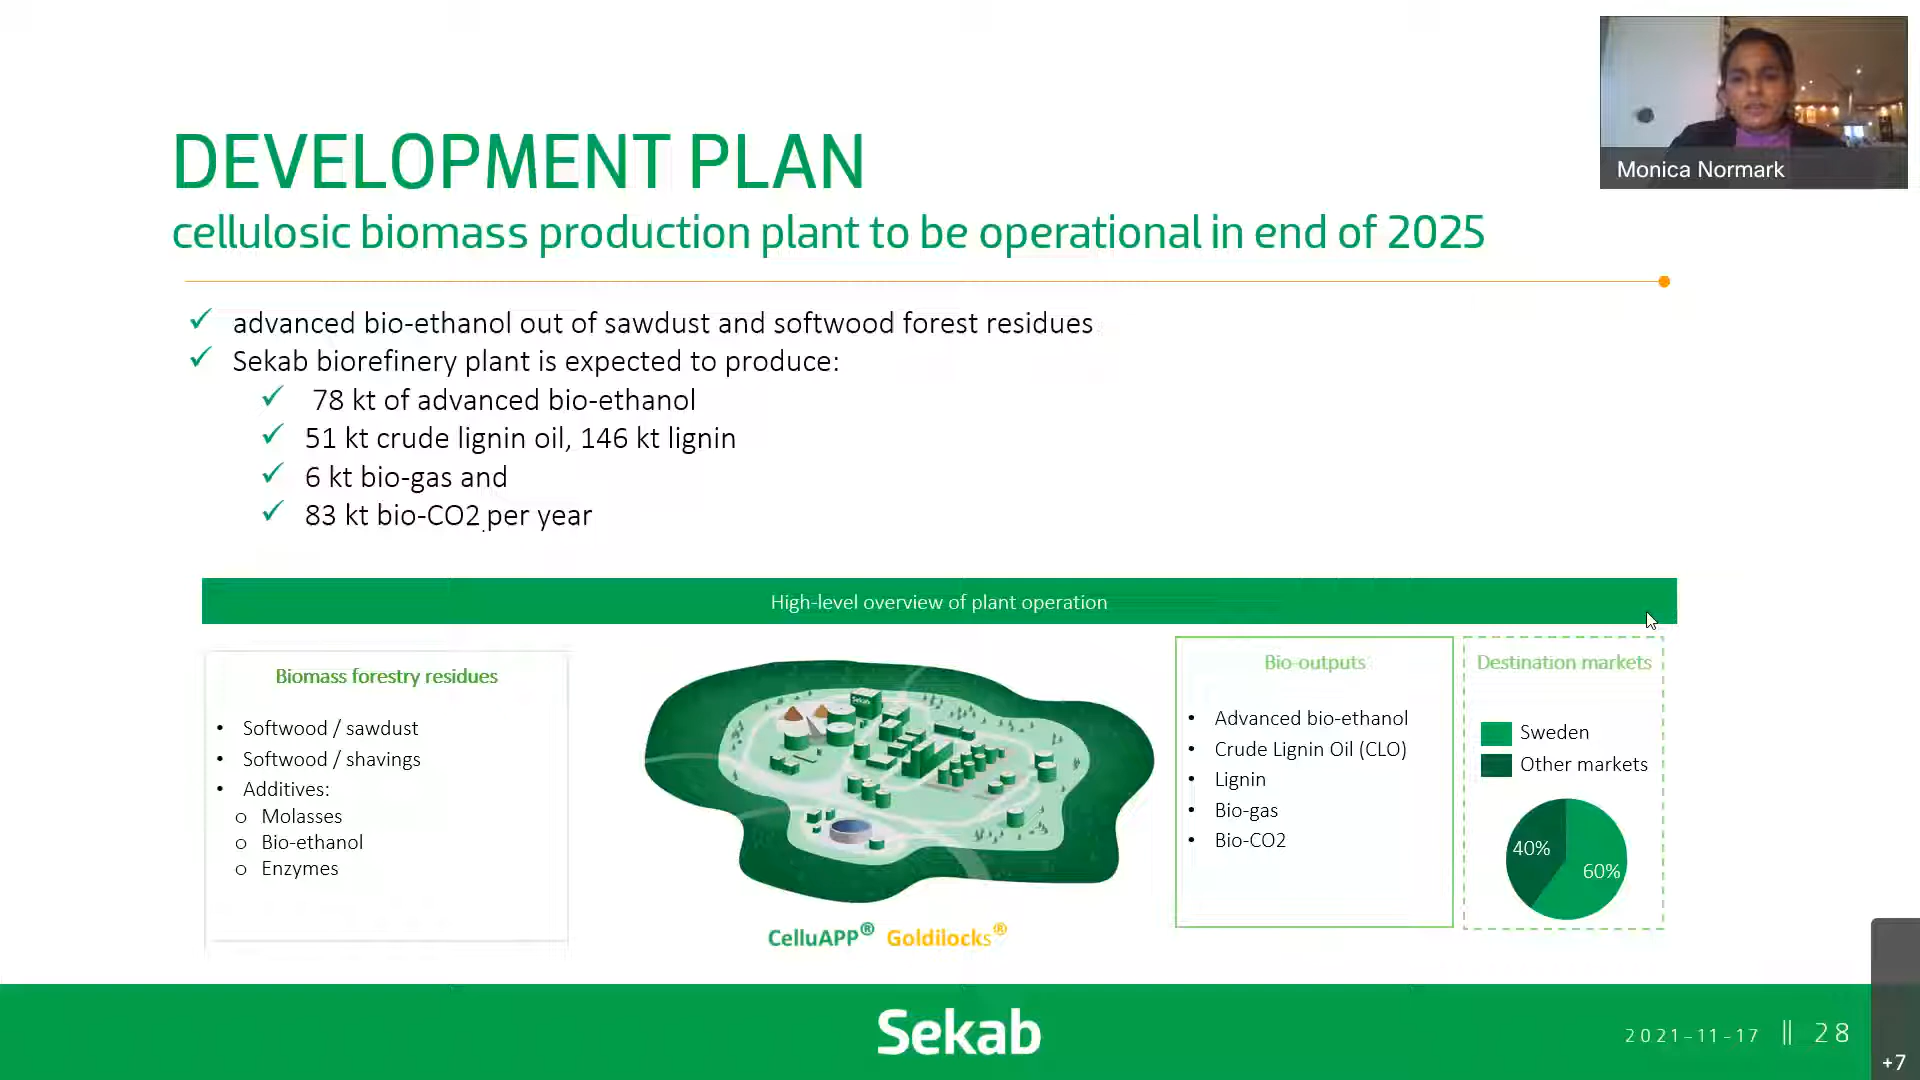 Monica Normark
DEVELOPMENT PLAN
cellulosic biomass production plant to be operational in end of 2025
✓ advanced bio-ethanol out of sawdust and softwood forest residues
✓ Sekab biorefinery plant is expected to produce:
✓ 78 kt of advanced bio-ethanol
✓ 51 kt crude lignin oil, 146 kt lignin
✓ 6 kt bio-gas and
✓ 83 kt bio-CO2 per year
High-level overview of plant operation
Biomass forestry residues
• Softwood / sawdust
• Softwood / shavings
• Additives:
o Molasses
o Bio-ethanol
o Enzymes
Sekab
CelluAPP® Goldilocks®
Bio-outputs
• Advanced bio-ethanol
• Crude Lignin Oil (CLO)
• Lignin
• Bio-gas
• Bio-CO2
Destination markets
Sweden
Other markets
40%
60%
Sekab
2021-11-17 || 28
+7